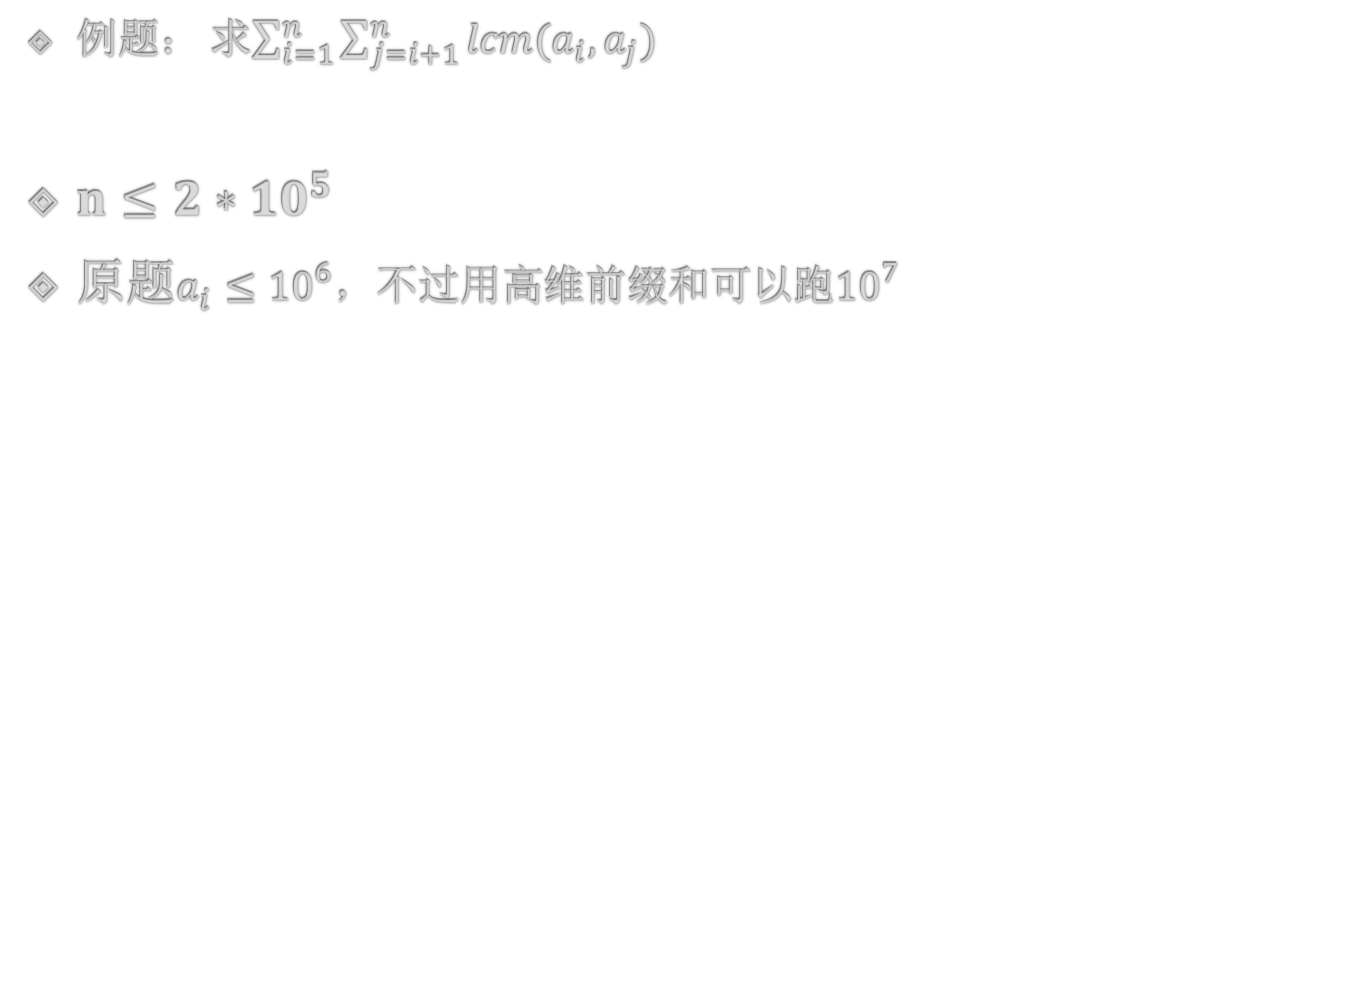 例题： 求∑_{i=1}^{n}∑_{j=i+1}^{n} lcm(a_i, a_j)
n ≤ 2 * 10^5
原题a_i ≤ 10^6，不过用高维前缀和可以跑10^7